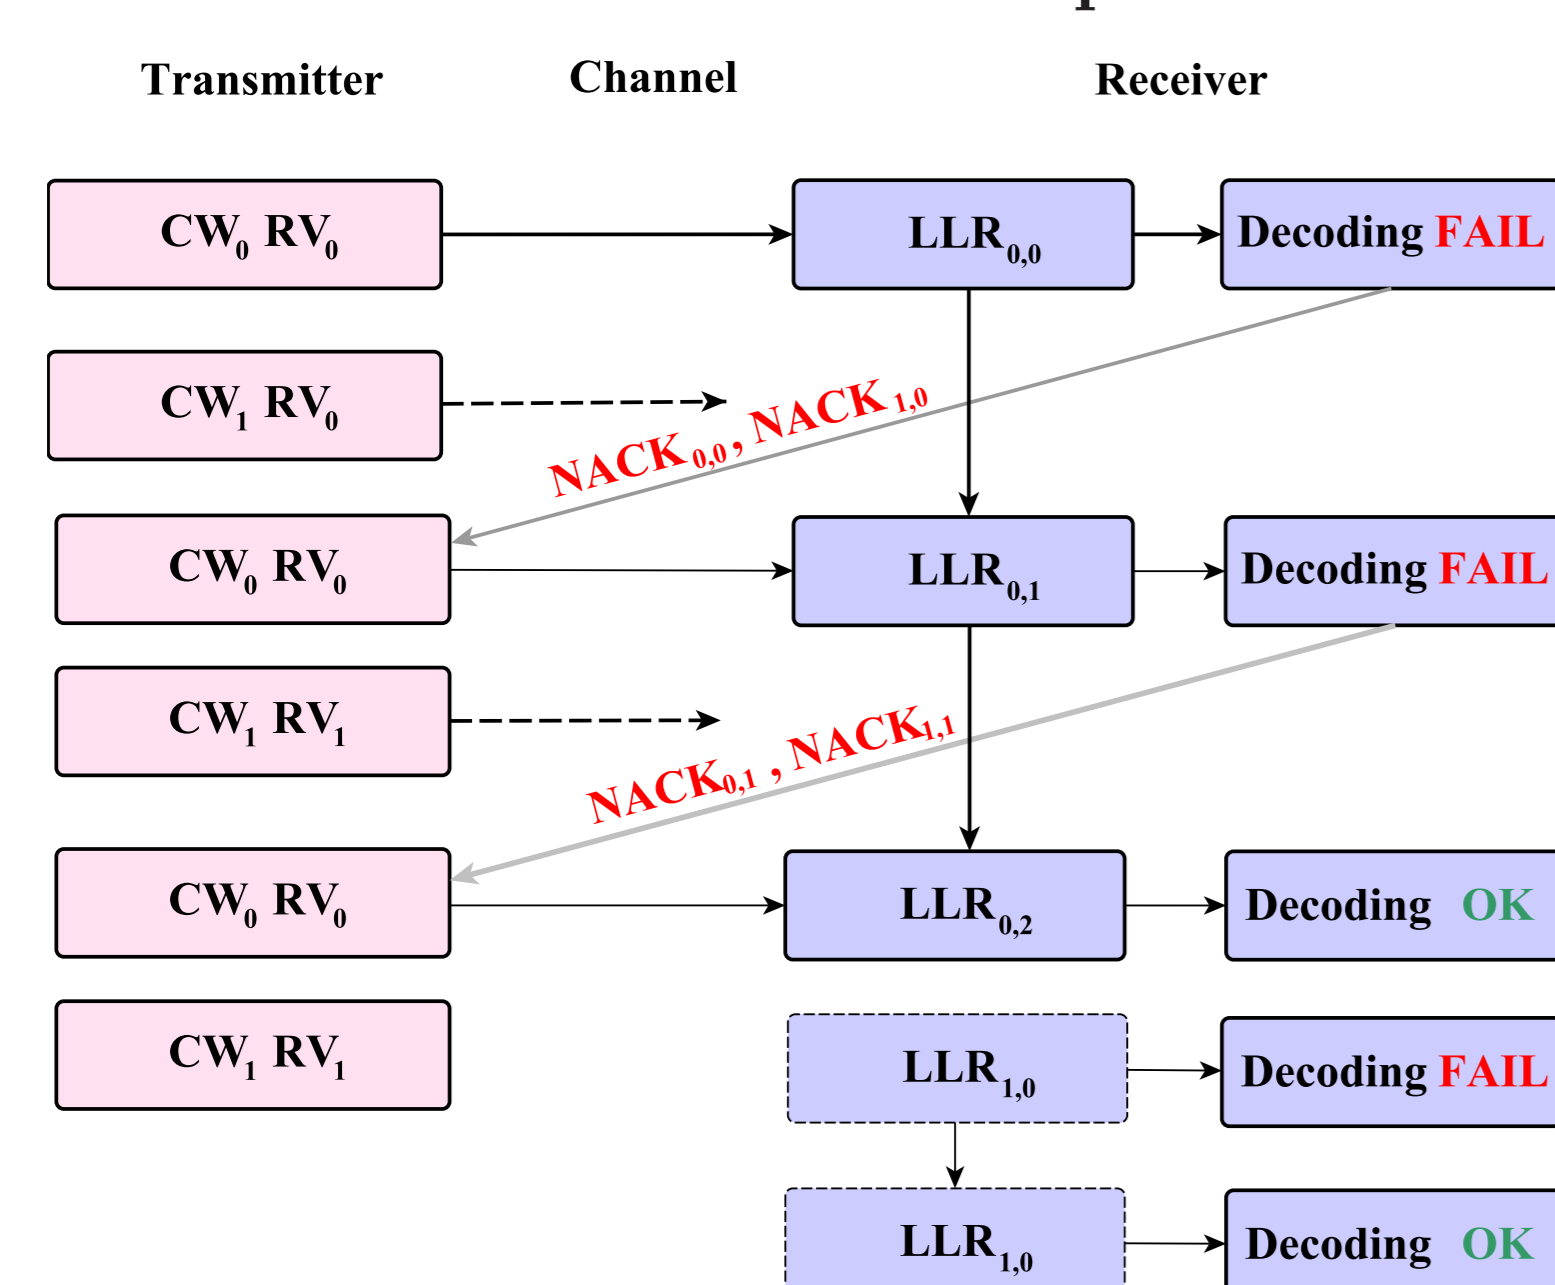 Transmitter Channel Receiver
CW0 RV0 LLR0,0 Decoding FAIL
CW1 RV0
NACK0,0, NACK1,0
CW0 RV0 LLR0,1 Decoding FAIL
CW1 RV1
NACK0,1 , NACK1,1
CW0 RV0 LLR0,2 Decoding OK
CW1 RV1 LLR1,0 Decoding FAIL
LLR1,0 Decoding OK